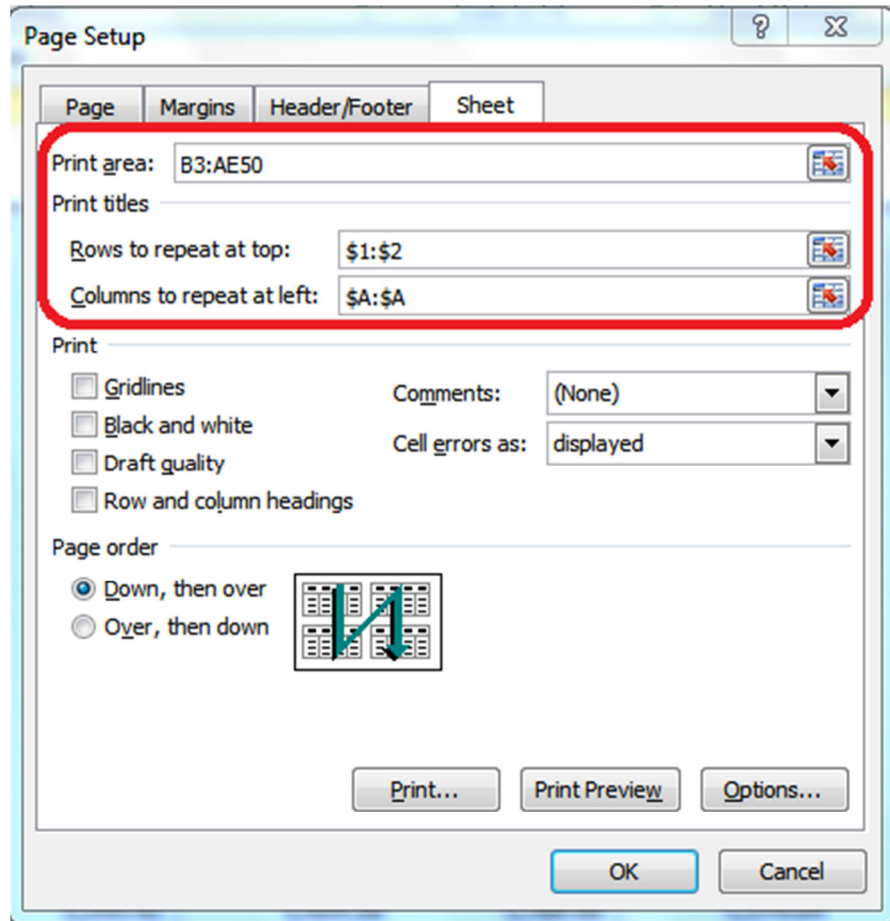 Page Setup
Page Margins Header/Footer Sheet
Print area: B3:AE50
Print titles
Rows to repeat at top: $1:$2
Columns to repeat at left: $A:$A
Print
Gridlines
Comments: (None)
Black and white
Cell errors as: displayed
Draft quality
Row and column headings
Page order
Down, then over
Over, then down
Print... Print Preview Options...
OK Cancel